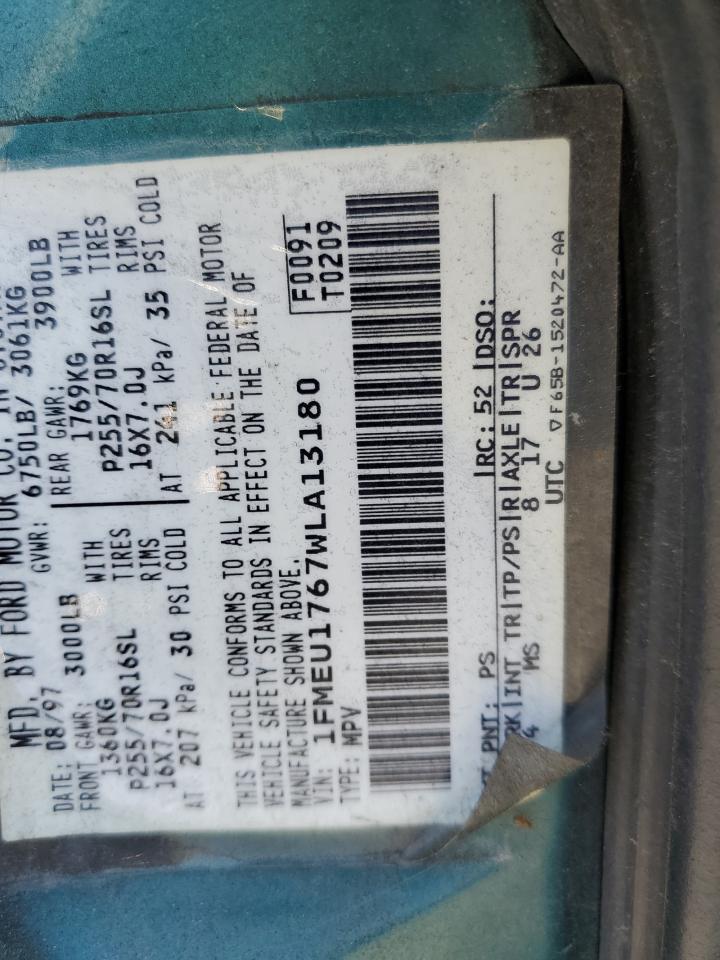 MFD. BY FORD MOTOR CO. IN
DATE: 08/97 GVWR: 6750LB/ 3061KG
FRONT GAWR: 3000LB REAR GAWR: 3900LB
1360KG WITH 1769KG WITH
P255/70R16SL TIRES P255/70R16SL TIRES
16X7.0J RIMS 16X7.0J RIMS
AT 207 kPa/ 30 PSI COLD AT 241 kPa/ 35 PSI COLD
THIS VEHICLE CONFORMS TO ALL APPLICABLE FEDERAL MOTOR
VEHICLE SAFETY STANDARDS IN EFFECT ON THE DATE OF
MANUFACTURE SHOWN ABOVE.
VIN: 1FMEU1767WLA13180 F0091
TYPE: MPV T0209
PNT: PS RC: 52 DSO:
RK INT TR TP/PS R AXLE TR SPR
4 MS 8 17 U 26
UTC ▽F65B-1520472-AA